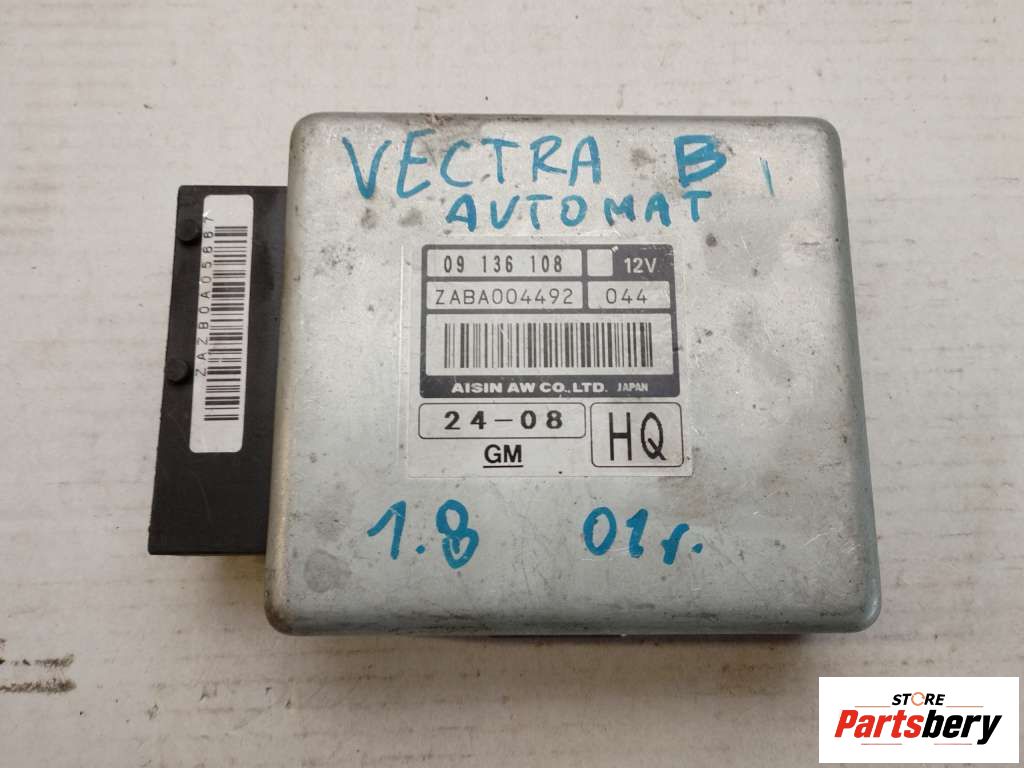 VECTRA B
AUTOMAT
09 136 108 12V
ZABA004492 044
AISIN AW CO.,LTD. JAPAN
24-08 HQ
GM
1.8 01r.
ZAZB0A05887
STORE
Partsbery